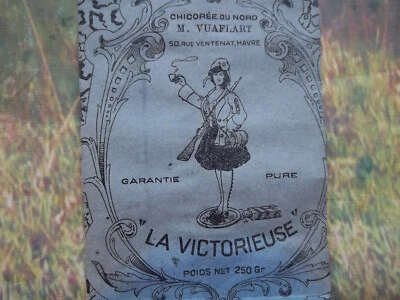 CHICORÉE DU NORD
M. VUAFLART
50, RUE VENTENAT, HAVRE
GARANTIE PURE
"LA VICTORIEUSE"
POIDS NET 250 Gr